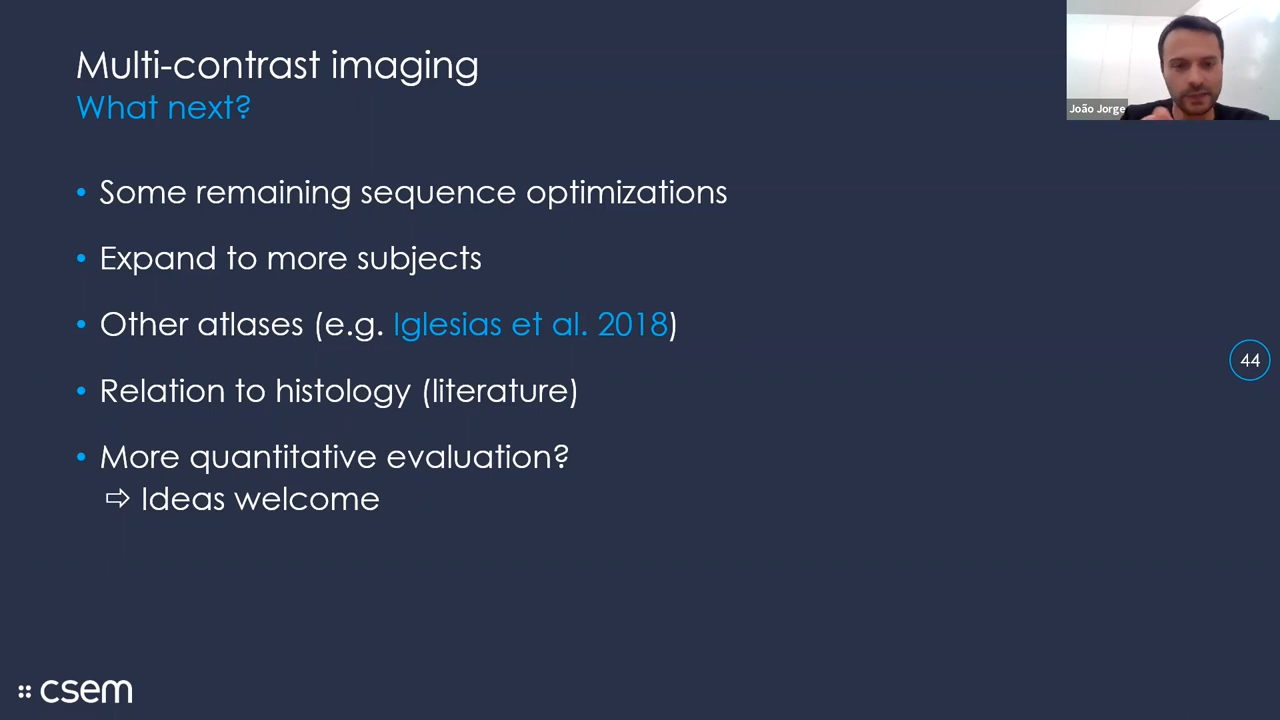 Multi-contrast imaging
What next?
João Jorge
• Some remaining sequence optimizations
• Expand to more subjects
• Other atlases (e.g. Iglesias et al. 2018)
• Relation to histology (literature)
• More quantitative evaluation?
⇨ Ideas welcome
44
csem